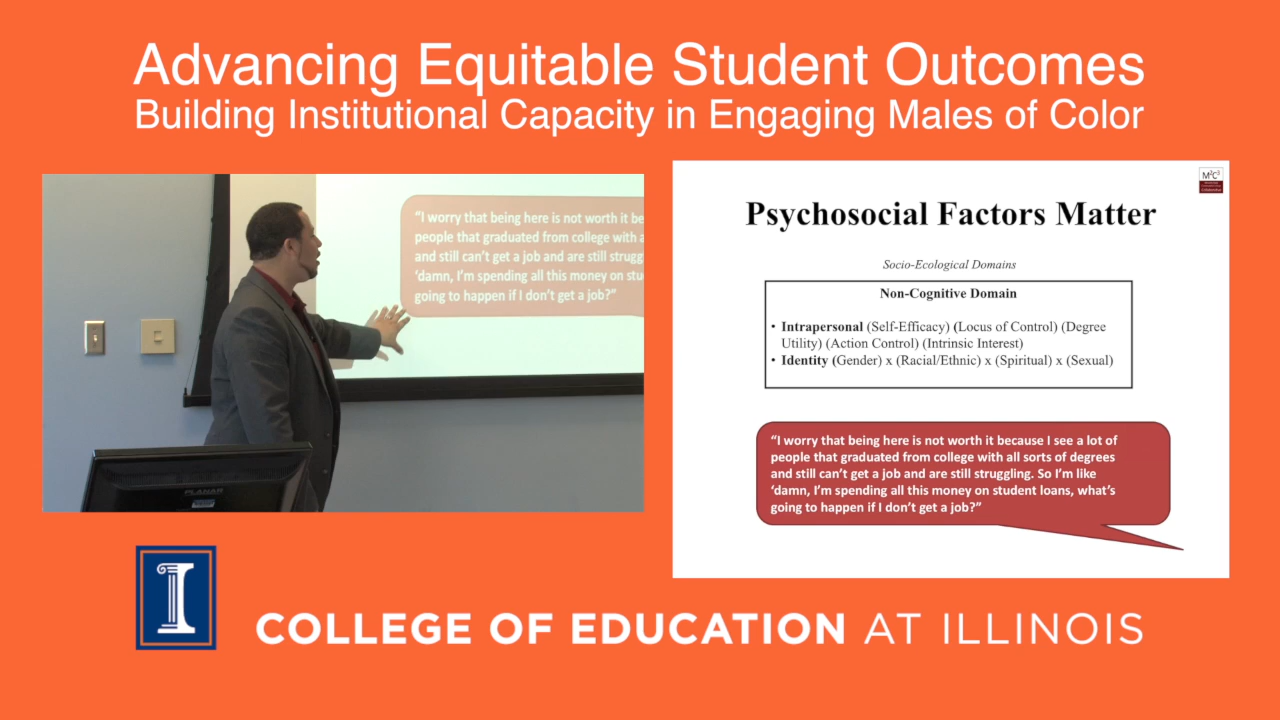 Advancing Equitable Student Outcomes
Building Institutional Capacity in Engaging Males of Color
“I worry that being here is not worth it be
people that graduated from college with a
and still can’t get a job and are still strugg
‘damn, I’m spending all this money on stu
going to happen if I don’t get a job?”
PLANAR
M²C³
Psychosocial Factors Matter
Socio-Ecological Domains
Non-Cognitive Domain
• Intrapersonal (Self-Efficacy) (Locus of Control) (Degree
Utility) (Action Control) (Intrinsic Interest)
• Identity (Gender) x (Racial/Ethnic) x (Spiritual) x (Sexual)
“I worry that being here is not worth it because I see a lot of
people that graduated from college with all sorts of degrees
and still can’t get a job and are still struggling. So I’m like
‘damn, I’m spending all this money on student loans, what’s
going to happen if I don’t get a job?”
I
COLLEGE OF EDUCATION AT ILLINOIS